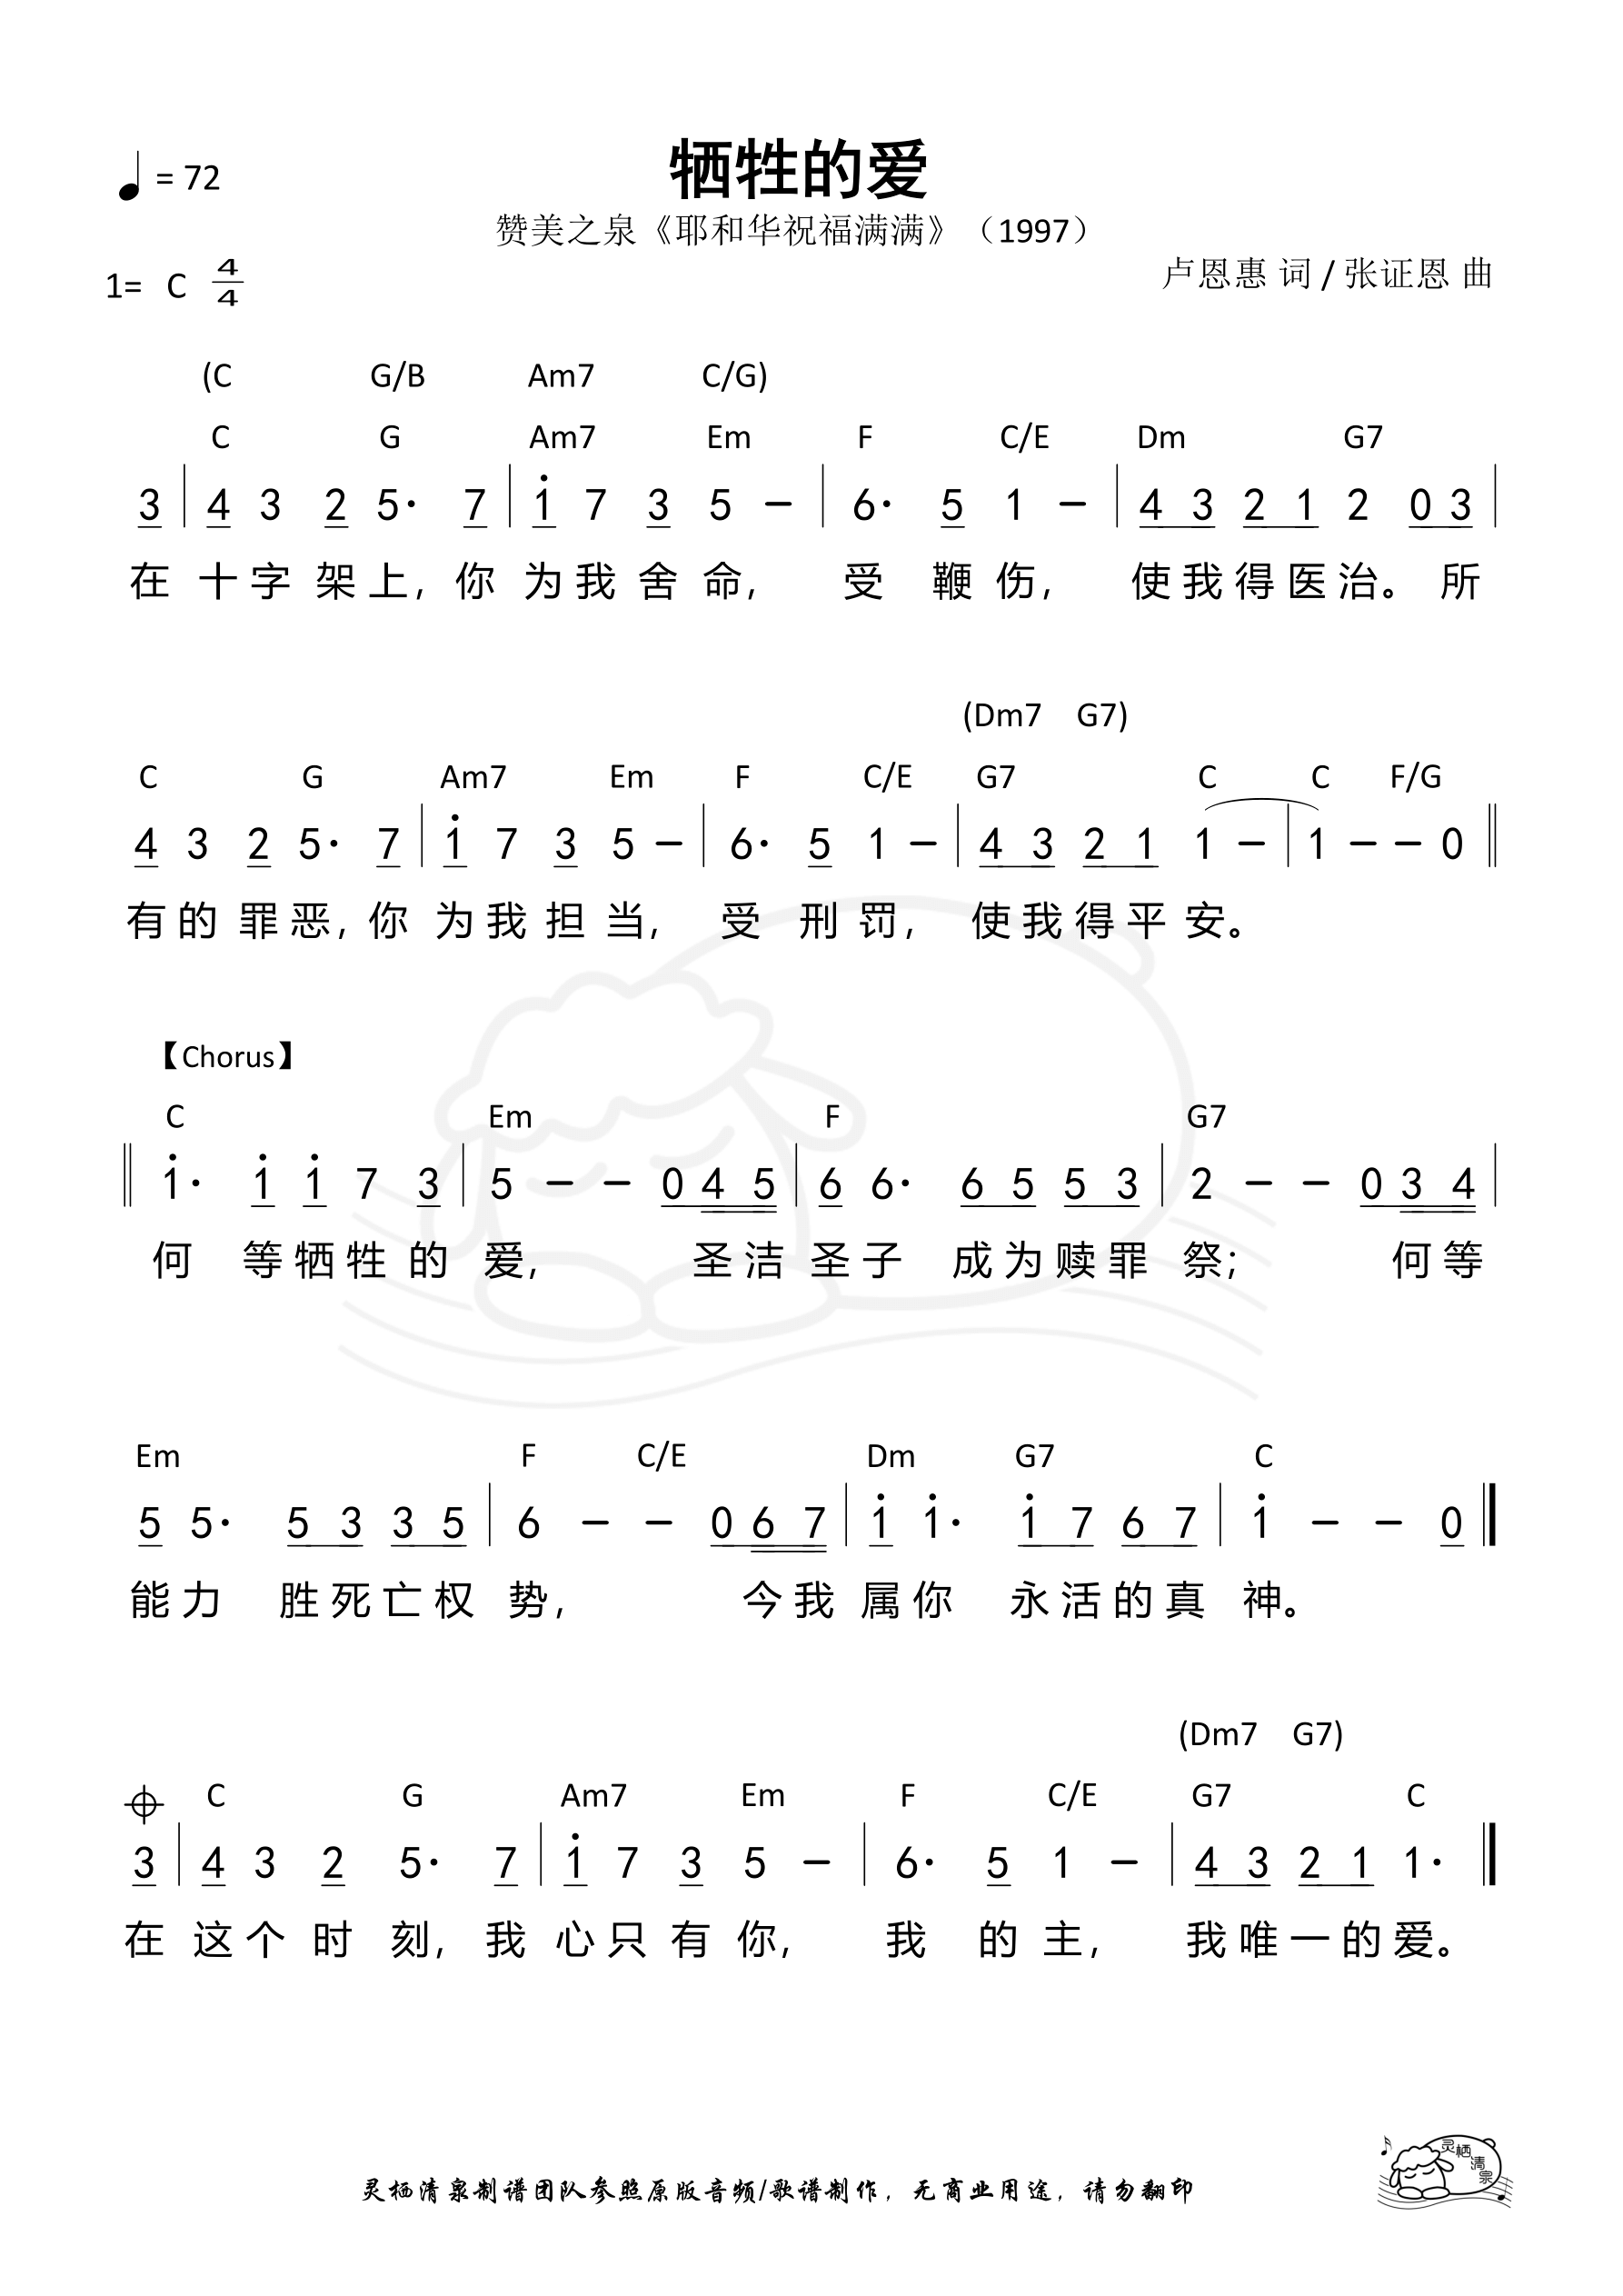 牺牲的爱
= 72
赞美之泉《耶和华祝福满满》（1997）
1= C 4/4
卢恩惠 词 / 张证恩 曲
(C G/B Am7 C/G)
C G Am7 Em F C/E Dm G7
3 | 4 3 2 5· 7 | 1 7 3 5 – | 6· 5 1 – | 4 3 2 1 2 0 3 |
在 十 字 架 上, 你 为 我 舍 命, 受 鞭 伤, 使 我 得 医 治。 所
(Dm7 G7)
C G Am7 Em F C/E G7 C C F/G
4 3 2 5· 7 | 1 7 3 5 – | 6· 5 1 – | 4 3 2 1 1 – | 1 – – 0 ‖
有 的 罪 恶, 你 为 我 担 当, 受 刑 罚, 使 我 得 平 安。
【Chorus】
C Em F G7
‖ 1· 1 1 7 3 | 5 – – 0 4 5 | 6 6· 6 5 5 3 | 2 – – 0 3 4 |
何 等 牺 牲 的 爱, 圣 洁 圣 子 成 为 赎 罪 祭; 何 等
Em F C/E Dm G7 C
5 5· 5 3 3 5 | 6 – – 0 6 7 | 1 1· 1 7 6 7 | 1 – – 0 ‖
能 力 胜 死 亡 权 势, 今 我 属 你 永 活 的 真 神。
(Dm7 G7)
C G Am7 Em F C/E G7 C
3 | 4 3 2 5· 7 | 1 7 3 5 – | 6· 5 1 – | 4 3 2 1 1· ‖
在 这 个 时 刻, 我 心 只 有 你, 我 的 主, 我 唯 一 的 爱。
灵栖清泉
灵栖清泉制谱团队参照原版音频/歌谱制作，无商业用途，请勿翻印